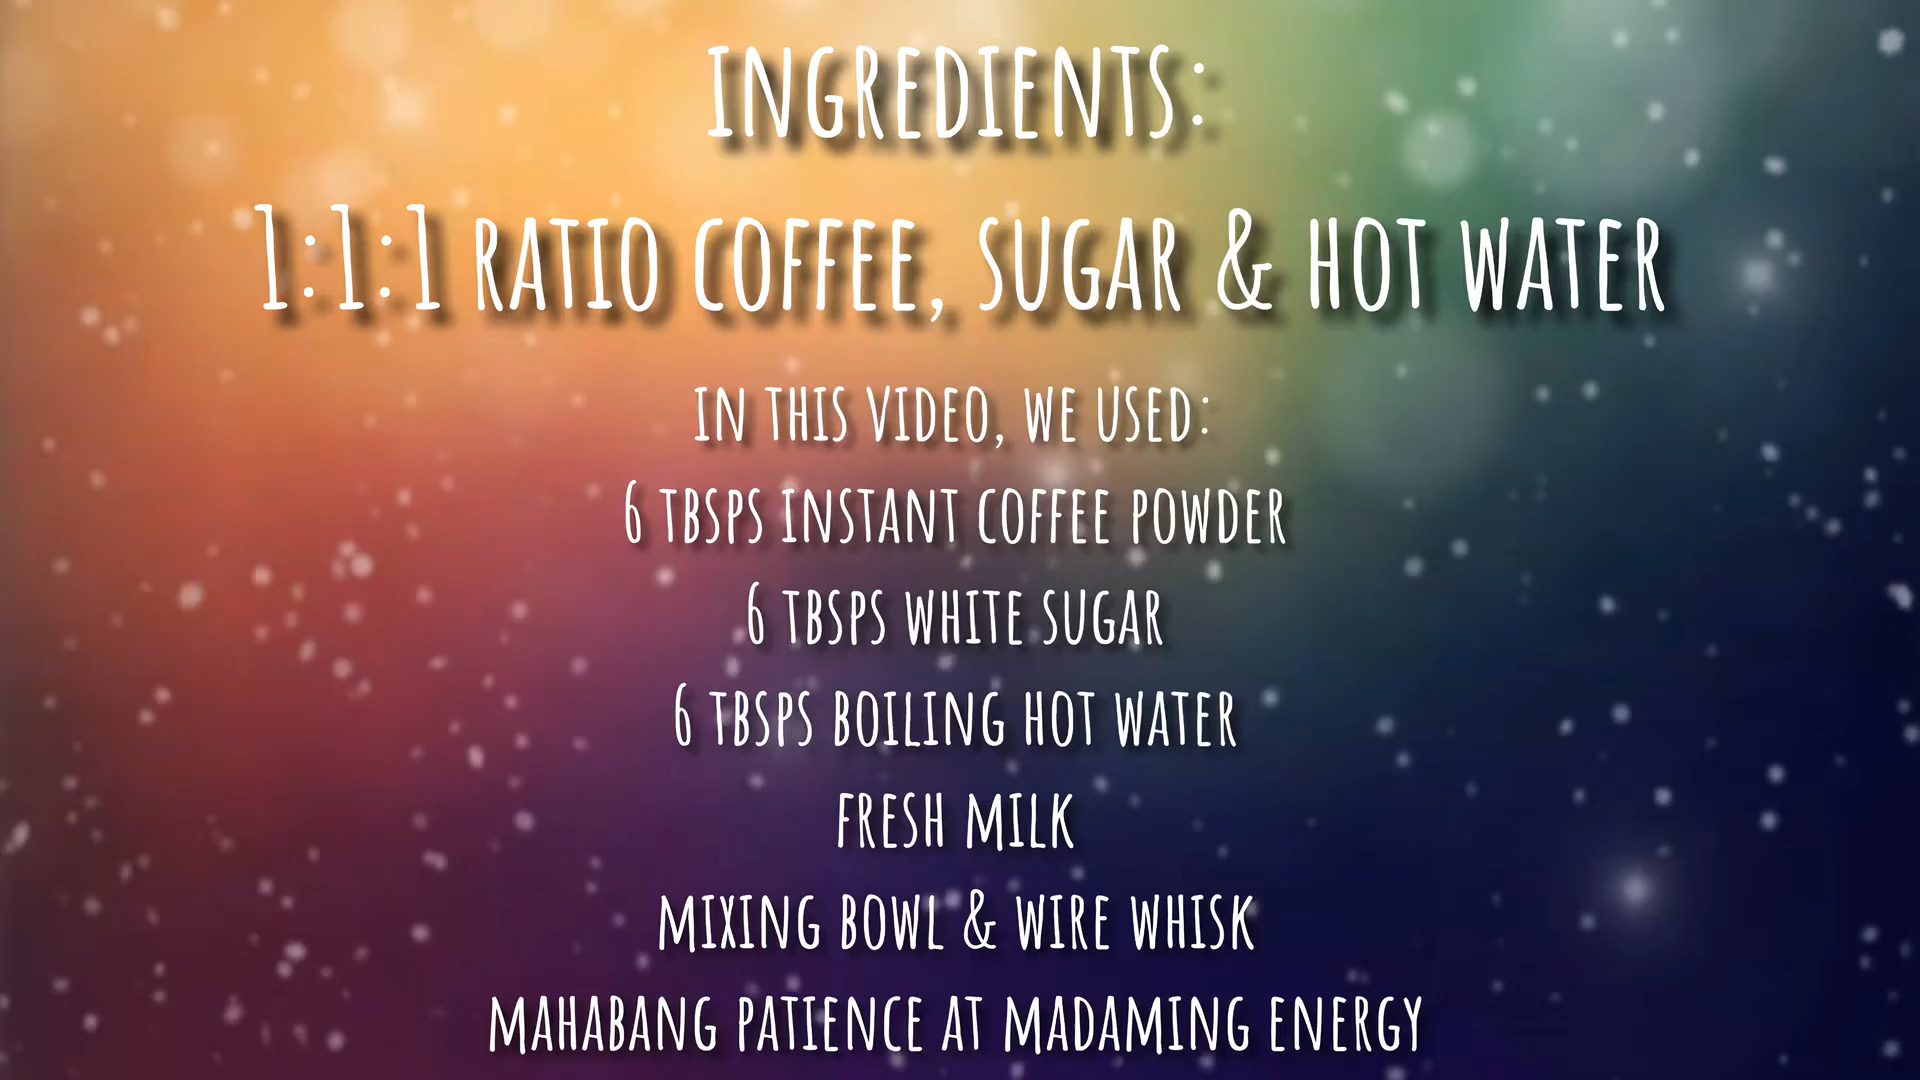 INGREDIENTS:
1:1:1 RATIO COFFEE, SUGAR & HOT WATER
IN THIS VIDEO, WE USED:
6 TBSPS INSTANT COFFEE POWDER
6 TBSPS WHITE SUGAR
6 TBSPS BOILING HOT WATER
FRESH MILK
MIXING BOWL & WIRE WHISK
MAHABANG PATIENCE AT MADAMING ENERGY